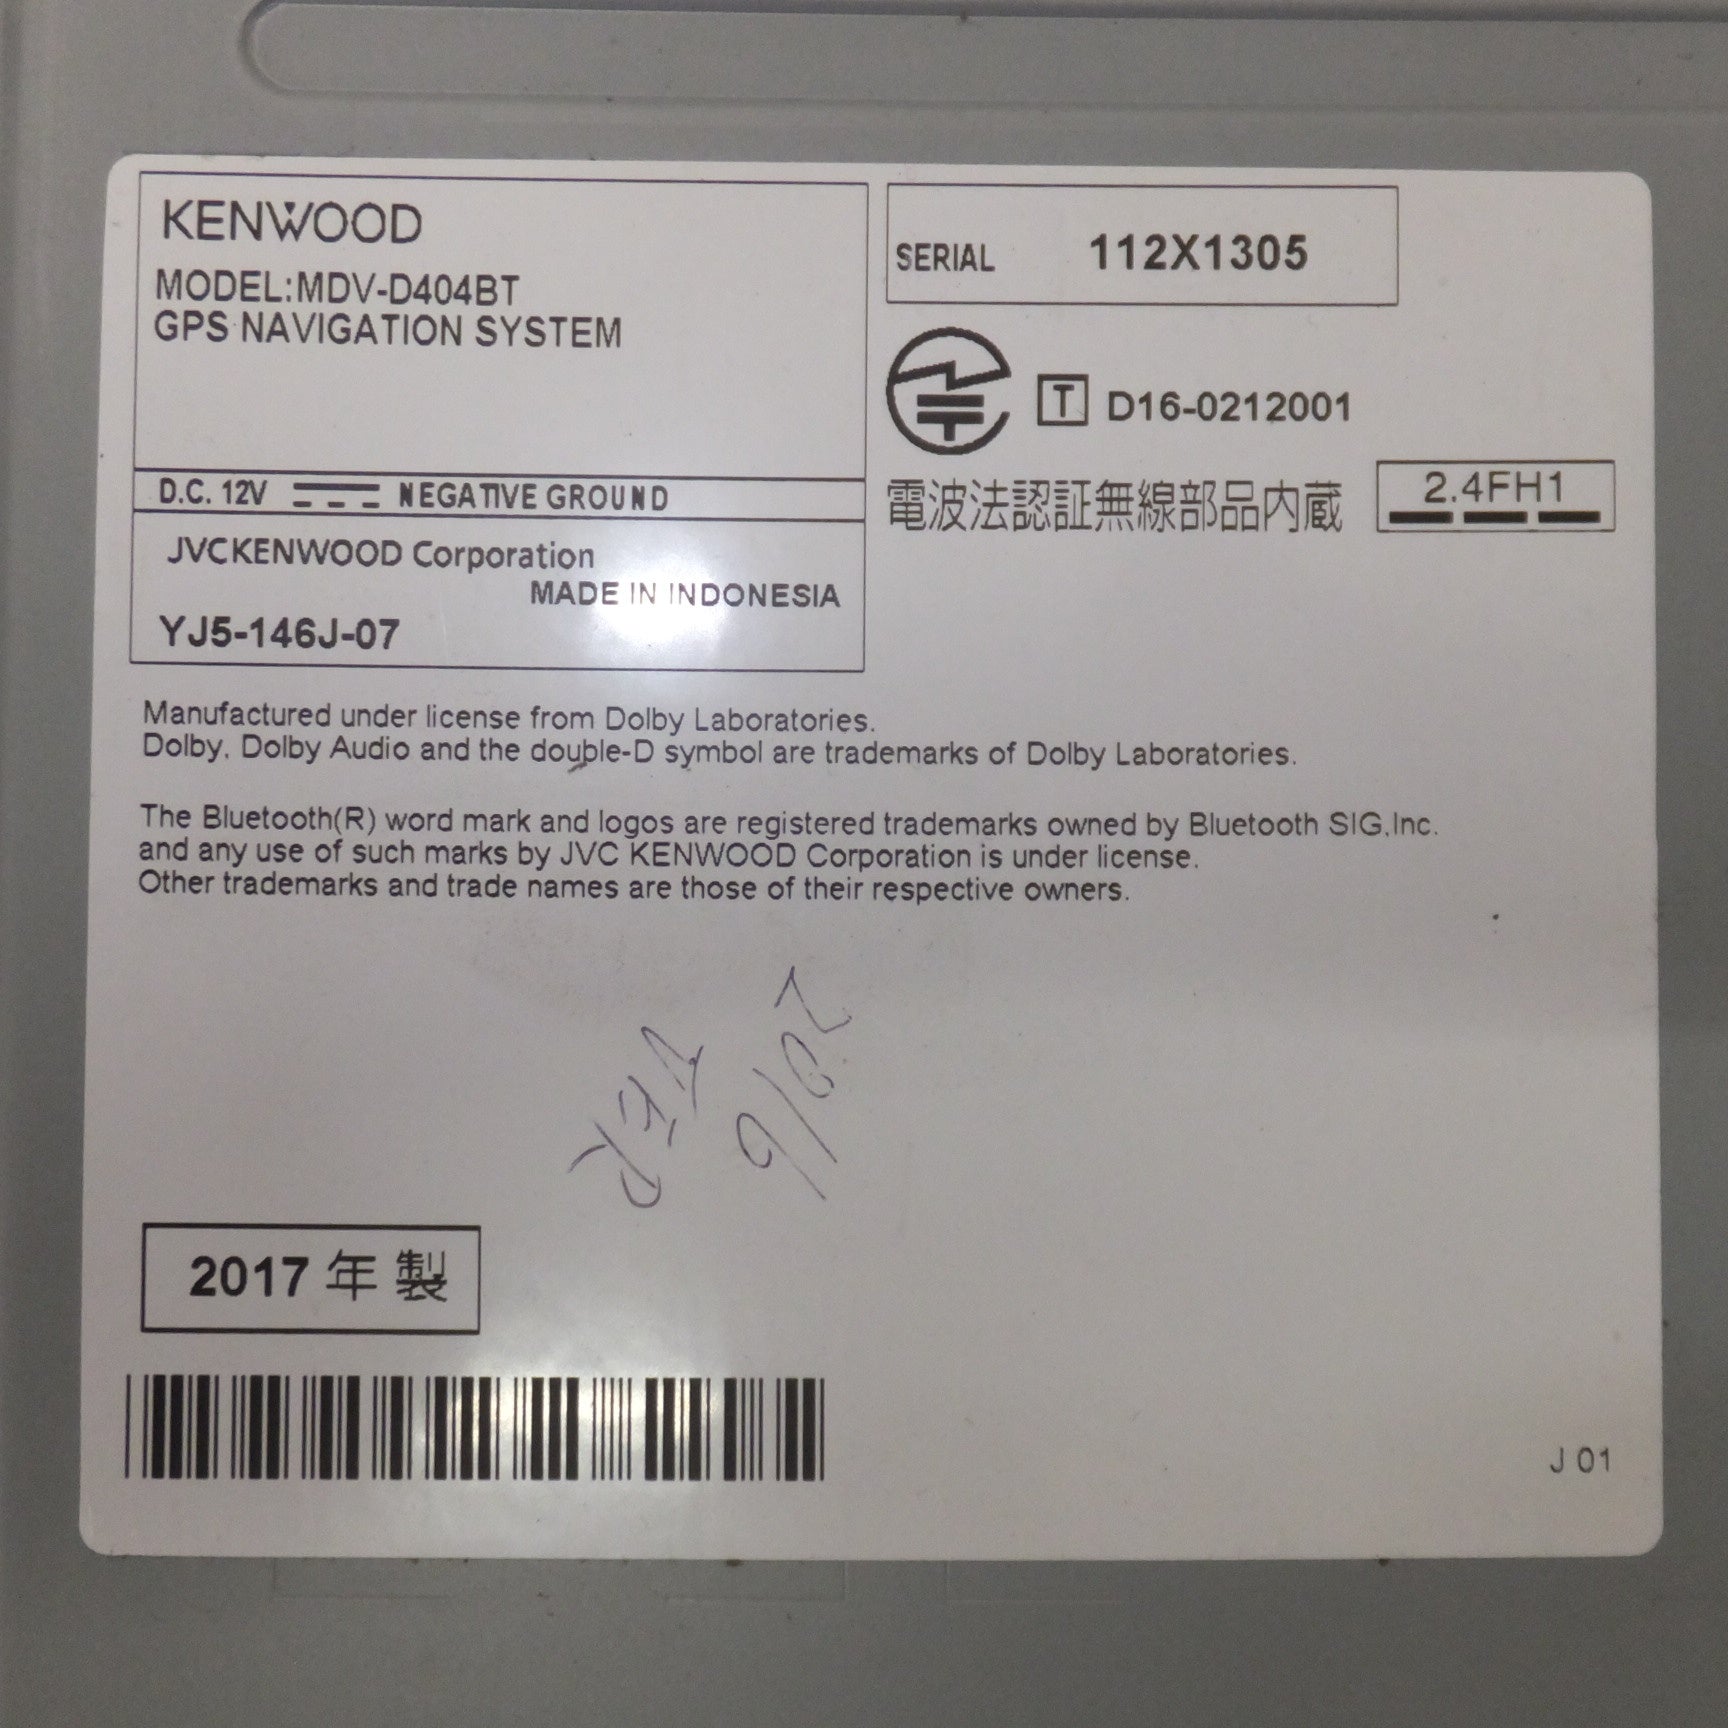 KENWOOD
MODEL:MDV-D404BT
GPS NAVIGATION SYSTEM
D.C. 12V NEGATIVE GROUND
JVCKENWOOD Corporation
MADE IN INDONESIA
YJ5-146J-07
SERIAL 112X1305
T D16-0212001
電波法認証無線部品内蔵 2.4FH1
Manufactured under license from Dolby Laboratories.
Dolby, Dolby Audio and the double-D symbol are trademarks of Dolby Laboratories.
The Bluetooth(R) word mark and logos are registered trademarks owned by Bluetooth SIG,Inc.
and any use of such marks by JVC KENWOOD Corporation is under license.
Other trademarks and trade names are those of their respective owners.
2017 年 製
J 01